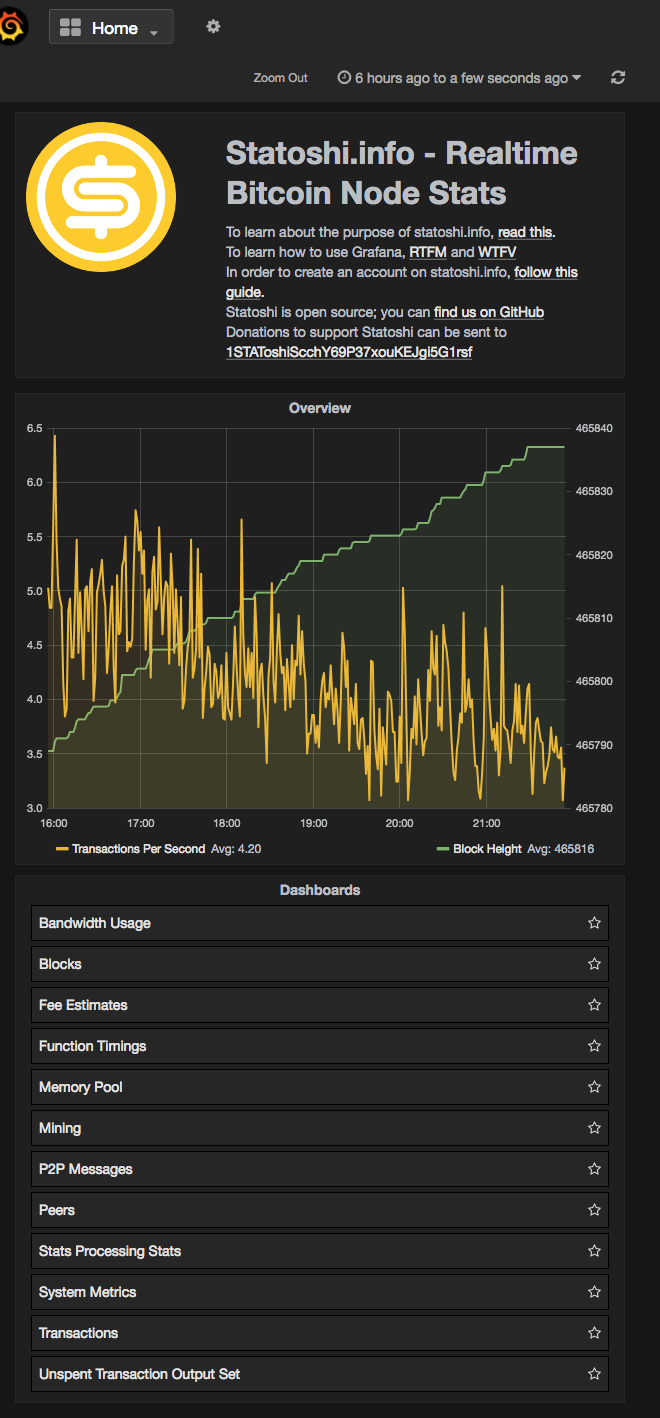 Home
Zoom Out 6 hours ago to a few seconds ago
Statoshi.info - Realtime
Bitcoin Node Stats
To learn about the purpose of statoshi.info, read this.
To learn how to use Grafana, RTFM and WTFV
In order to create an account on statoshi.info, follow this
guide.
Statoshi is open source; you can find us on GitHub
Donations to support Statoshi can be sent to
1STAToshiScchY69P37xouKEJgi5G1rsf
Overview
6.5 465840
6.0 465830
5.5 465820
5.0 465810
4.5 465800
4.0 465790
3.5 465780
3.0
16:00 17:00 18:00 19:00 20:00 21:00
Transactions Per Second Avg: 4.20 Block Height Avg: 465816
Dashboards
Bandwidth Usage
Blocks
Fee Estimates
Function Timings
Memory Pool
Mining
P2P Messages
Peers
Stats Processing Stats
System Metrics
Transactions
Unspent Transaction Output Set